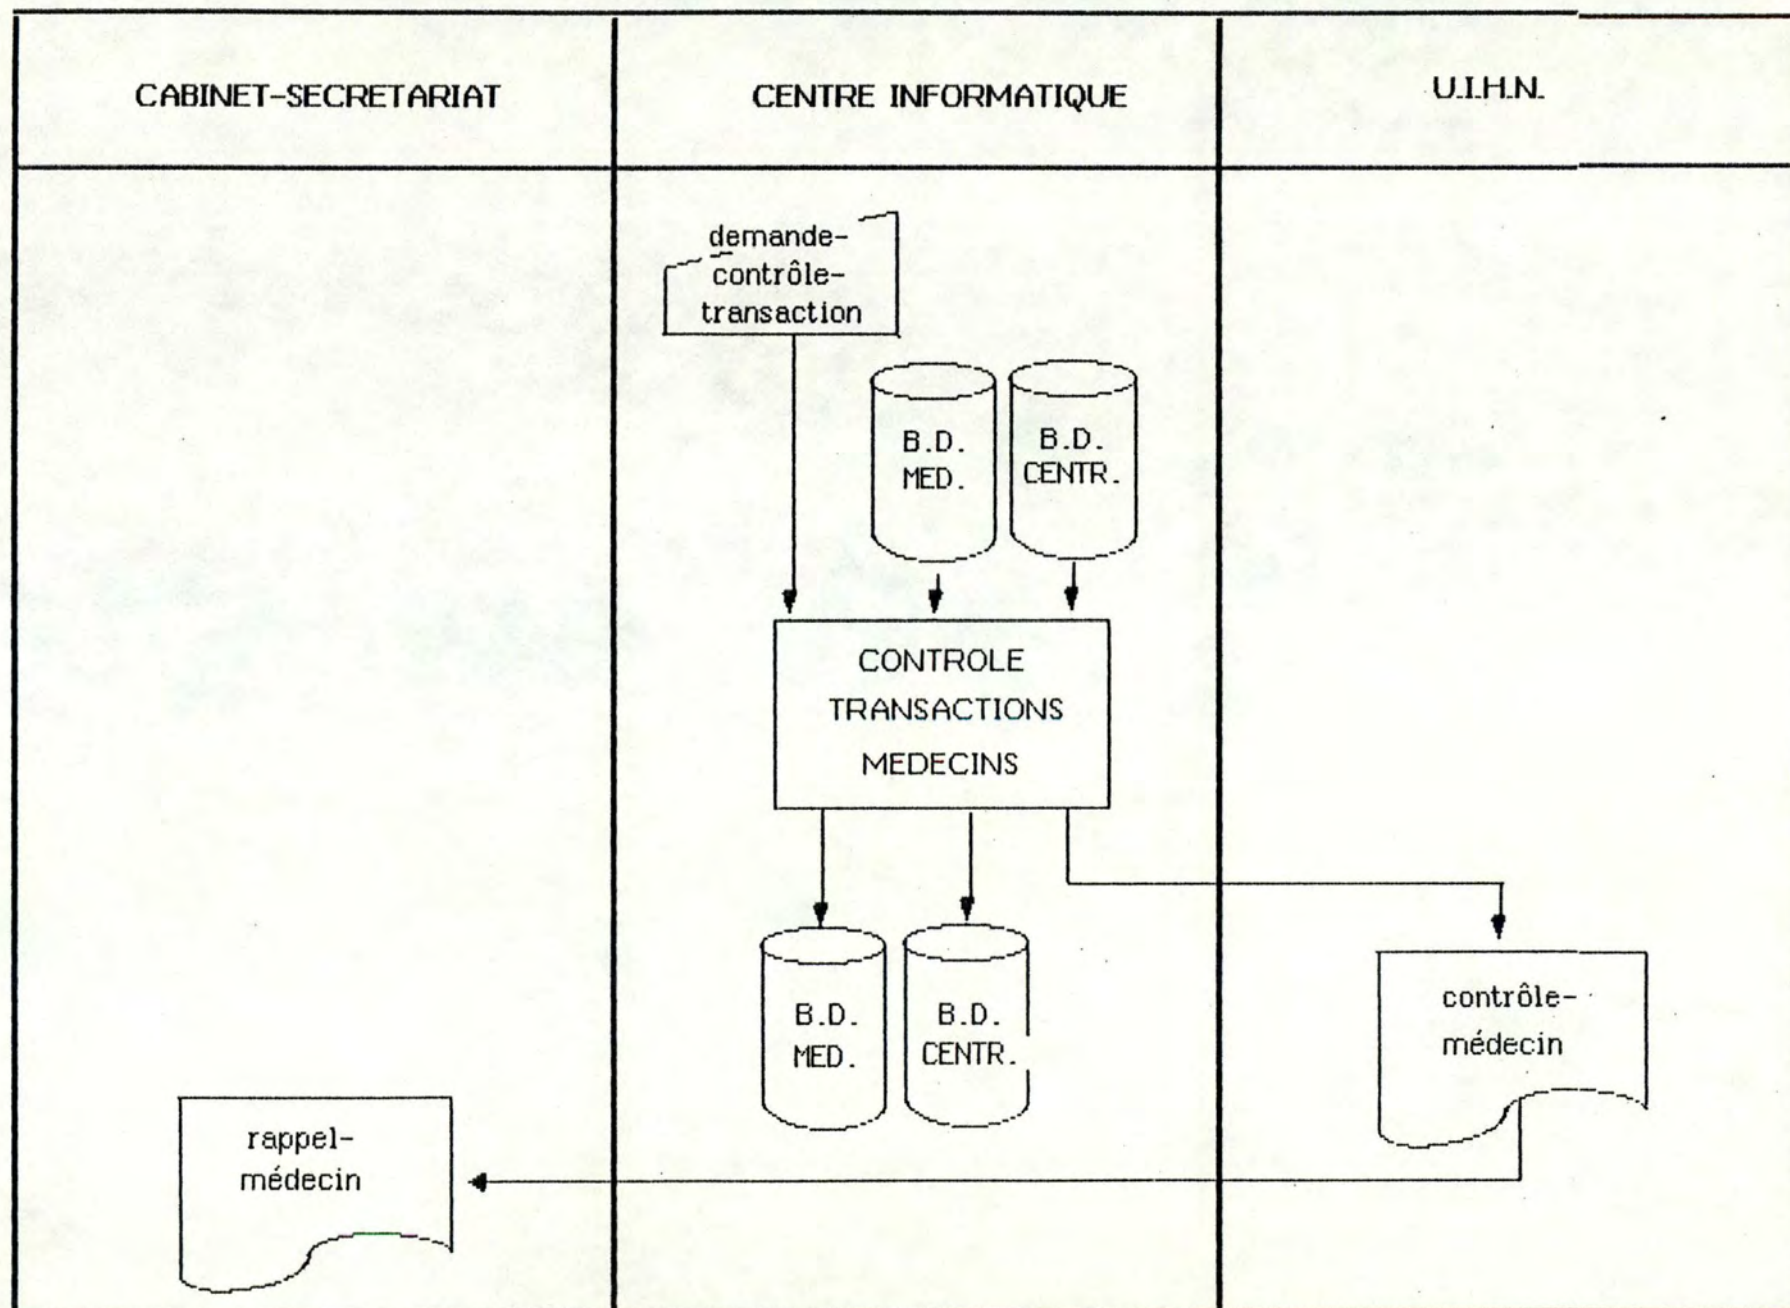 CABINET-SECRETARIAT
CENTRE INFORMATIQUE
U.I.H.N.
demande-
contrôle-
transaction
B.D.
MED.
B.D.
CENTR.
CONTROLE
TRANSACTIONS
MEDECINS
B.D.
MED.
B.D.
CENTR.
contrôle-
médecin
rappel-
médecin